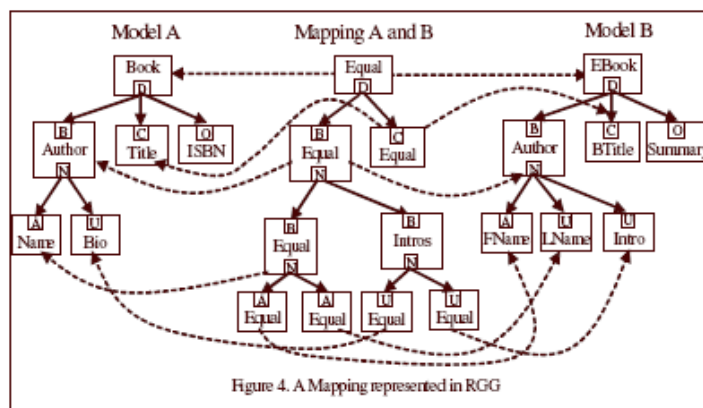 Model A Mapping A and B Model B
Book Equal EBook
D D D
B C O B C B C O
Author Title ISBN Equal Equal Author BTitle Summary
N N N
A U B B A U U
Name Bio Equal Intros FName LName Intro
N N
A A U U
Equal Equal Equal Equal
Figure 4. A Mapping represented in RGG